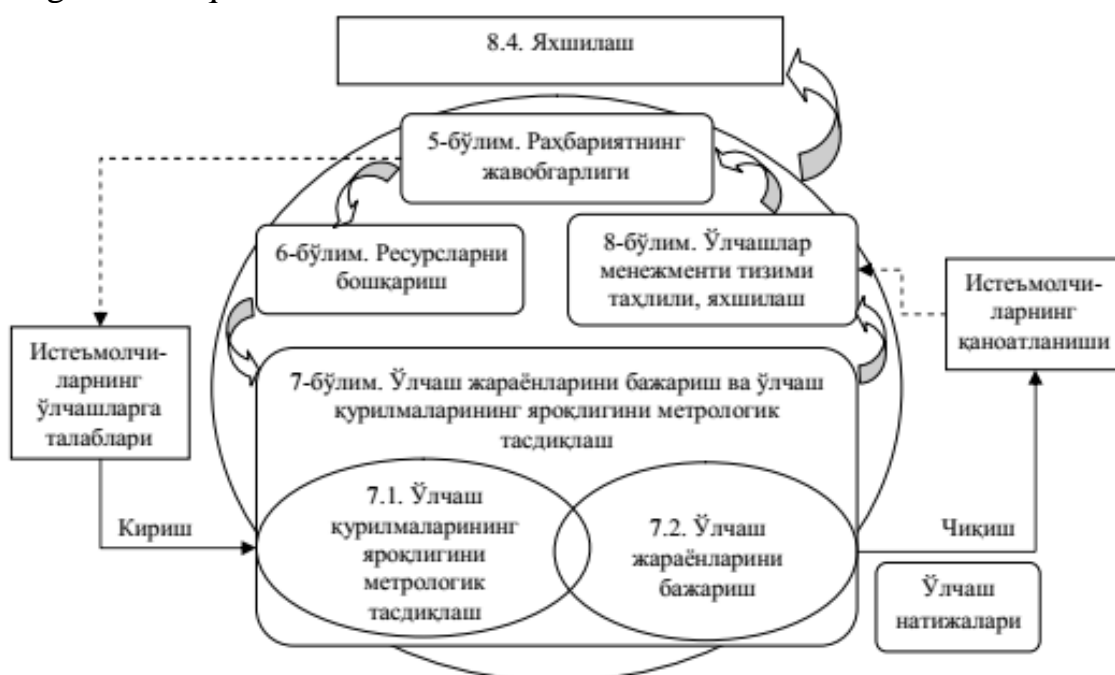 8.4. Яхшилаш
5-бўлим. Раҳбариятнинг
жавобгарлиги
6-бўлим. Ресурсларни
бошқариш
8-бўлим. Ўлчашлар
менежменти тизими
таҳлили, яхшилаш
Истеъмолчи-
ларнинг
ўлчашларга
талаблари
Истеъмолчи-
ларнинг
қаноатланиши
7-бўлим. Ўлчаш жараёнларини бажариш ва ўлчаш
қурилмаларининг яроқлигини метрологик
тасдиқлаш
7.1. Ўлчаш
қурилмаларининг
яроқлигини
метрологик
тасдиқлаш
7.2. Ўлчаш
жараёнларини
бажариш
Кириш
Чиқиш
Ўлчаш
натижалари